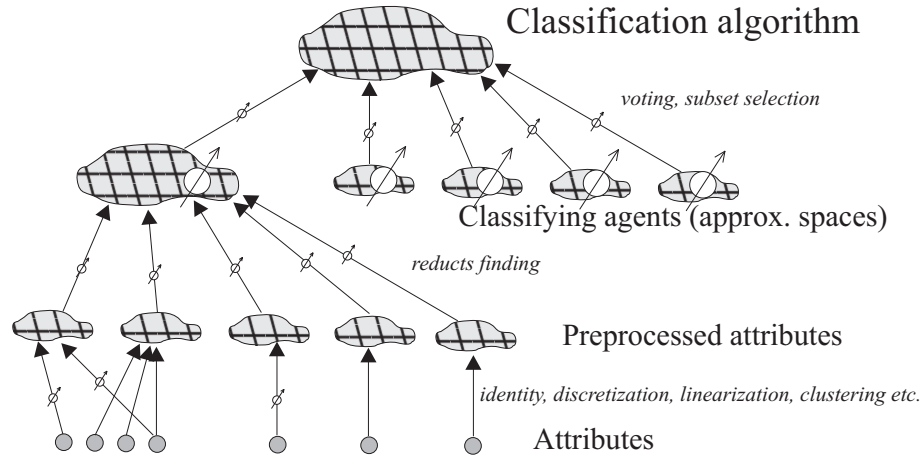 Classification algorithm
voting, subset selection
Classifying agents (approx. spaces)
reducts finding
Preprocessed attributes
identity, discretization, linearization, clustering etc.
Attributes